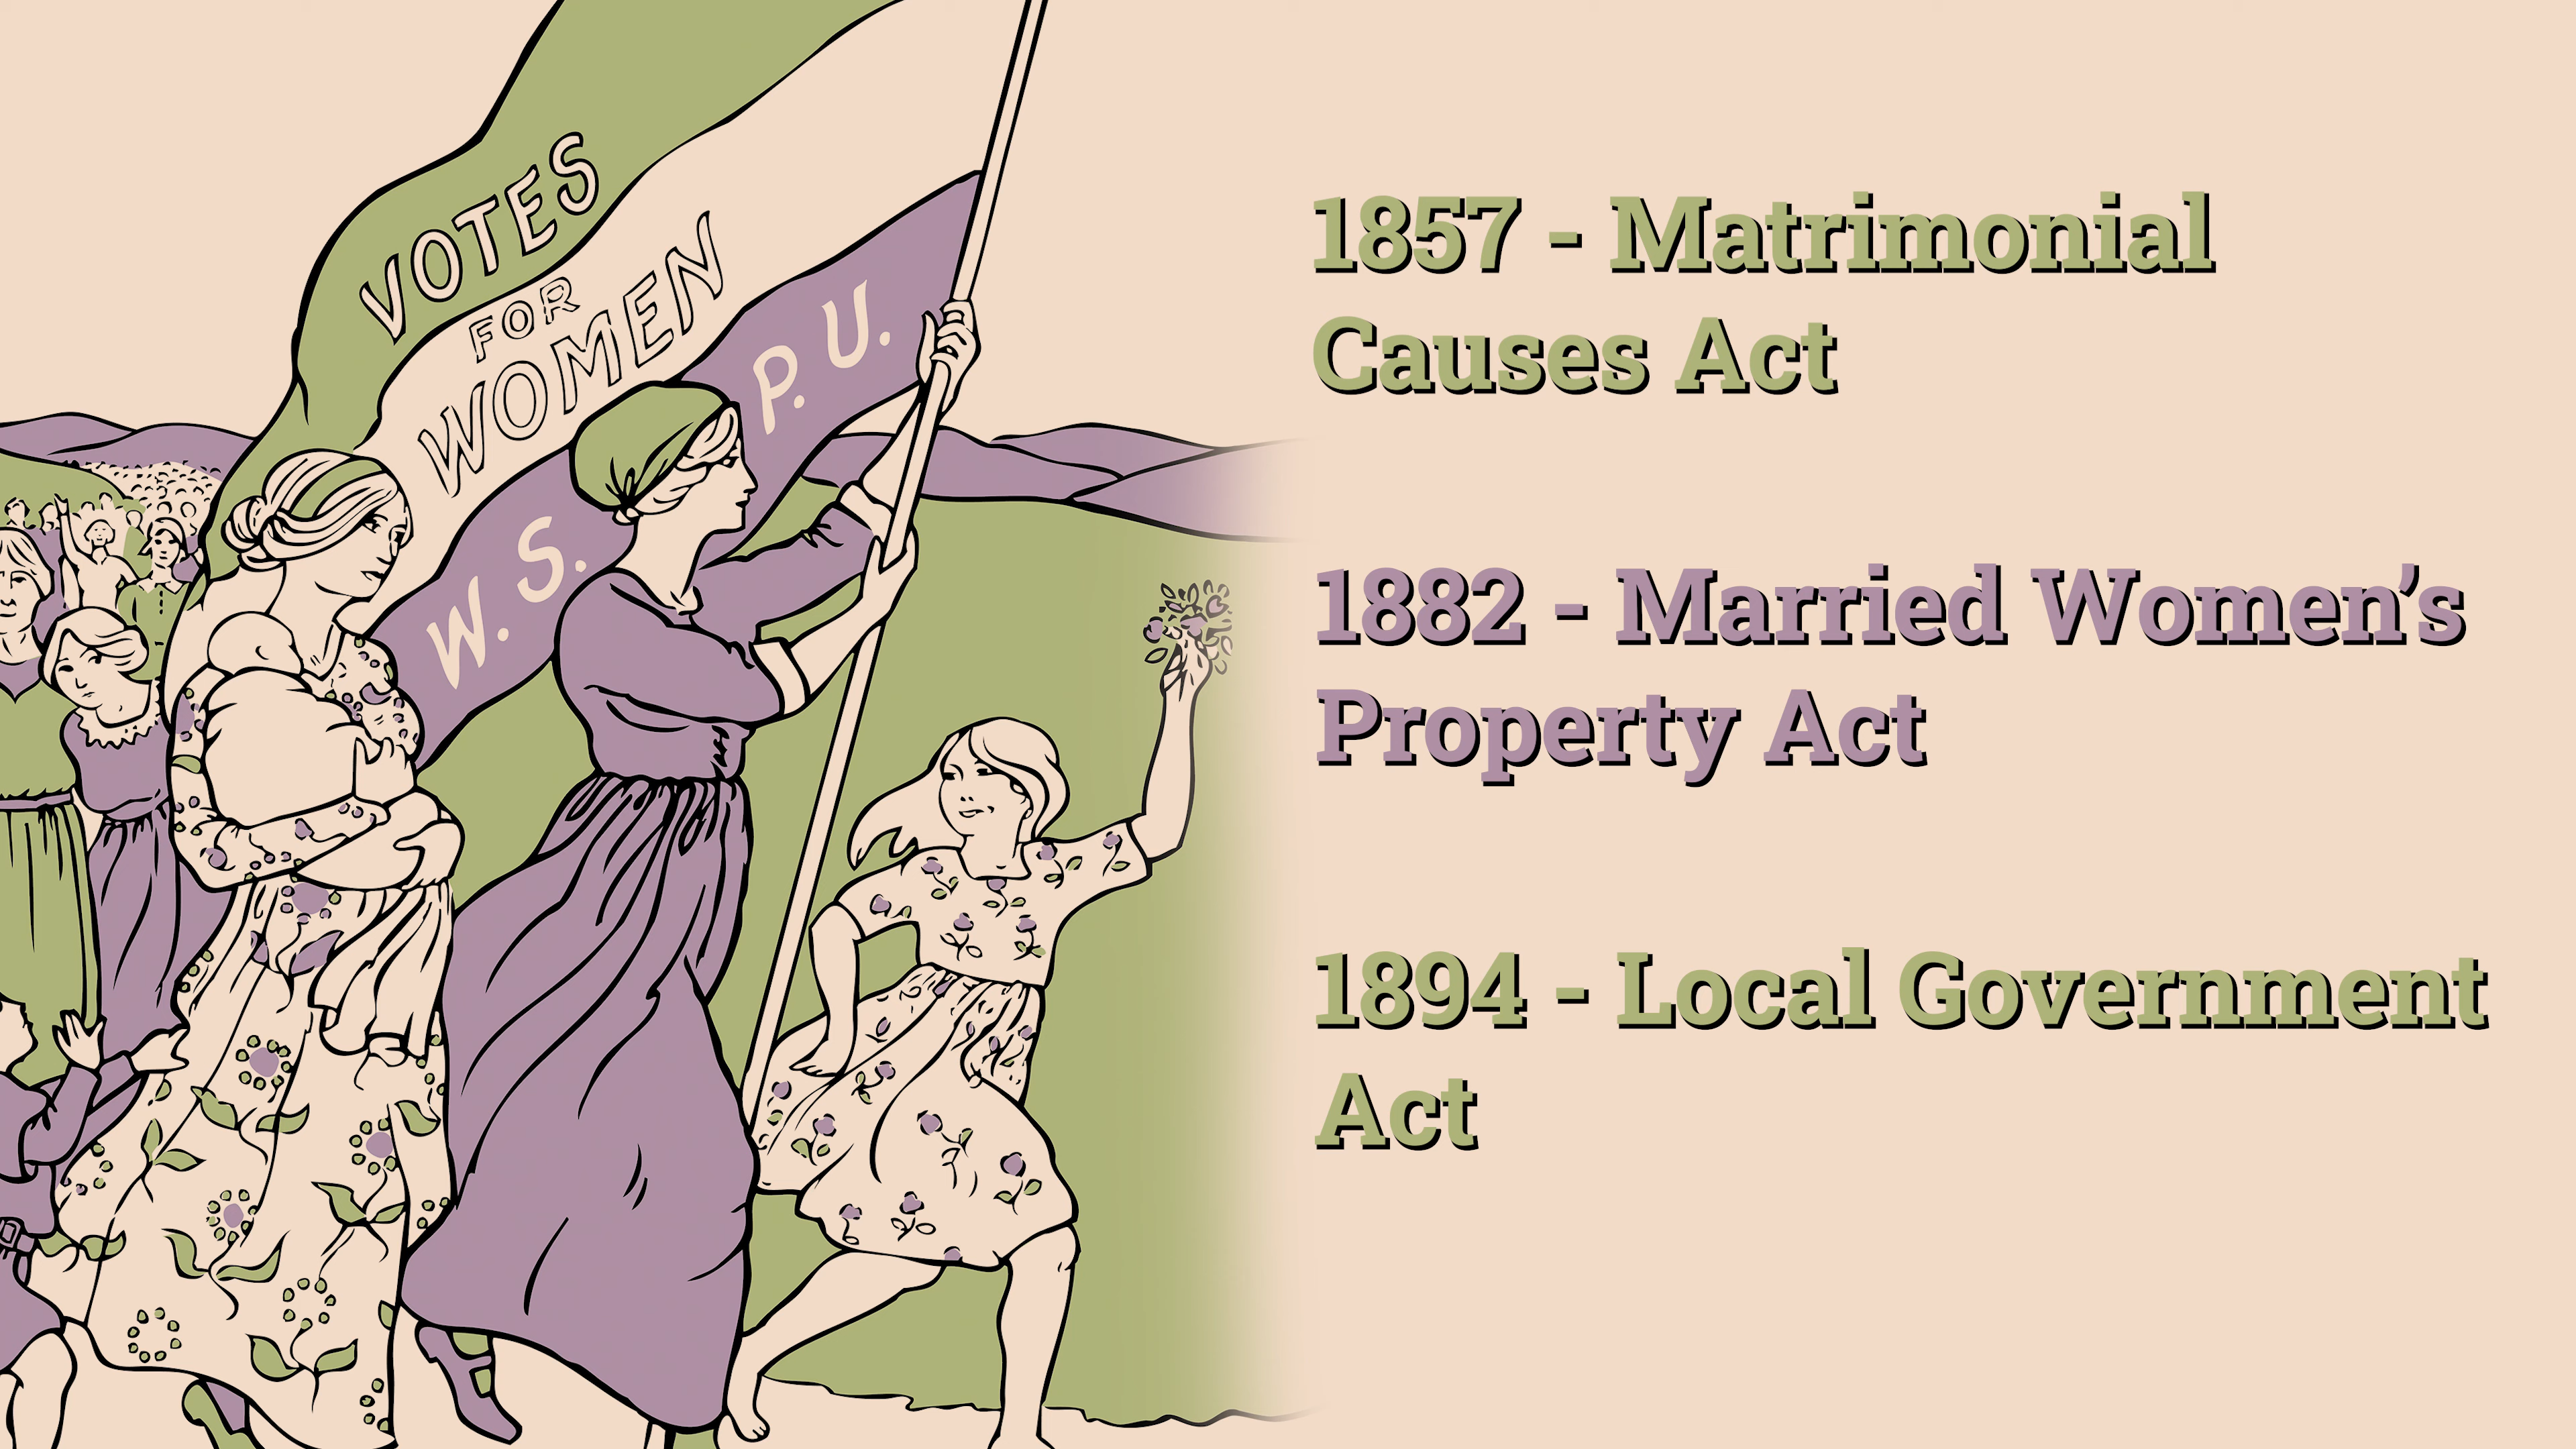 VOTES
FOR
WOMEN
W. S. P. U.
1857 - Matrimonial
Causes Act
1882 - Married Women’s
Property Act
1894 - Local Government
Act